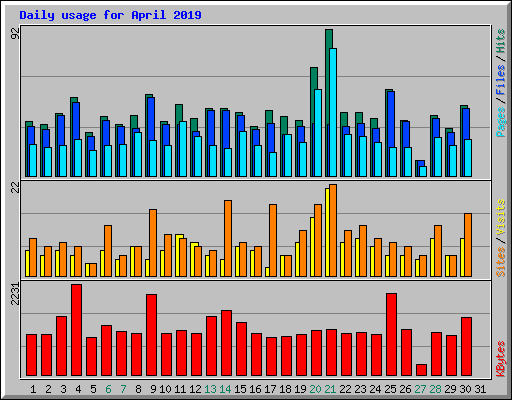 Daily usage for April 2019
92
22
2231
Pages / Files / Hits
Sites / Visits
KBytes
1 2 3 4 5 6 7 8 9 10 11 12 13 14 15 16 17 18 19 20 21 22 23 24 25 26 27 28 29 30 31